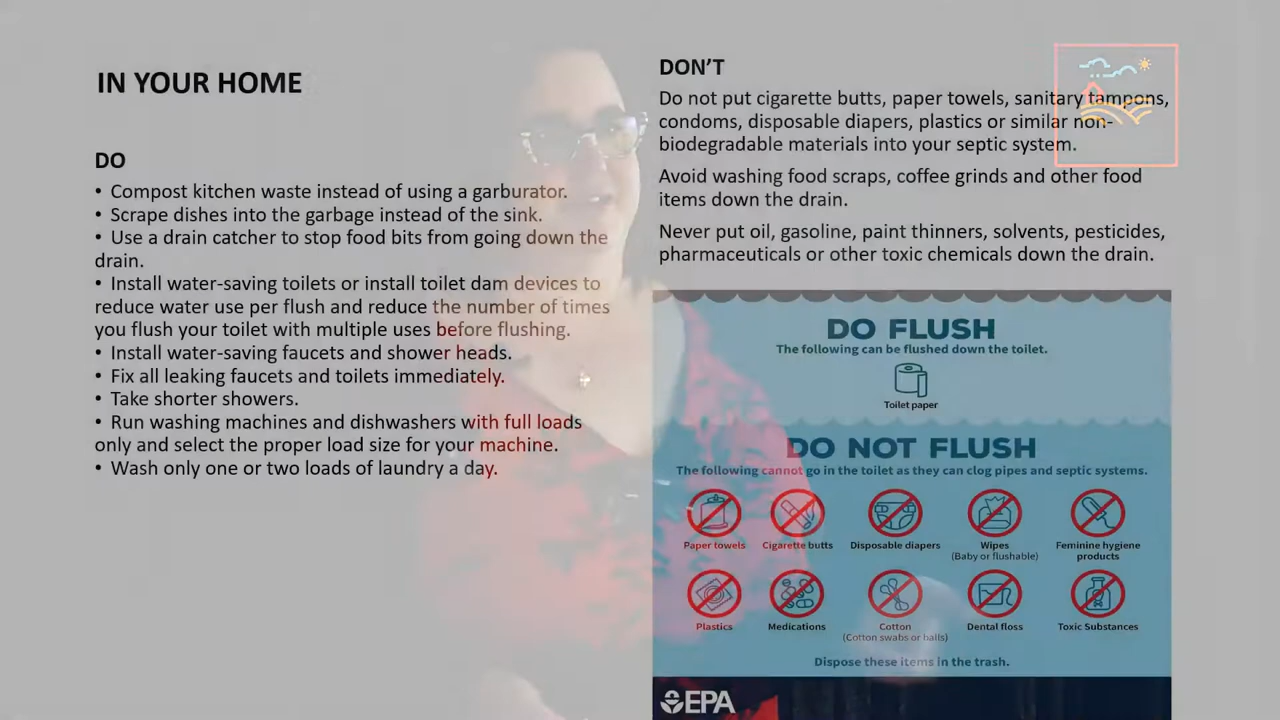 IN YOUR HOME
DO
• Compost kitchen waste instead of using a garburator.
• Scrape dishes into the garbage instead of the sink.
• Use a drain catcher to stop food bits from going down the
drain.
• Install water-saving toilets or install toilet dam devices to
reduce water use per flush and reduce the number of times
you flush your toilet with multiple uses before flushing.
• Install water-saving faucets and shower heads.
• Fix all leaking faucets and toilets immediately.
• Take shorter showers.
• Run washing machines and dishwashers with full loads
only and select the proper load size for your machine.
• Wash only one or two loads of laundry a day.
DON'T
Do not put cigarette butts, paper towels, sanitary tampons,
condoms, disposable diapers, plastics or similar non-
biodegradable materials into your septic system.
Avoid washing food scraps, coffee grinds and other food
items down the drain.
Never put oil, gasoline, paint thinners, solvents, pesticides,
pharmaceuticals or other toxic chemicals down the drain.
DO FLUSH
The following can be flushed down the toilet.
Toilet paper
DO NOT FLUSH
The following cannot go in the toilet as they can clog pipes and septic systems.
Paper towels
Cigarette butts
Disposable diapers
Wipes
(Baby or flushable)
Feminine hygiene
products
Plastics
Medications
Cotton
(Cotton swabs or balls)
Dental floss
Toxic Substances
Dispose these items in the trash.
EPA